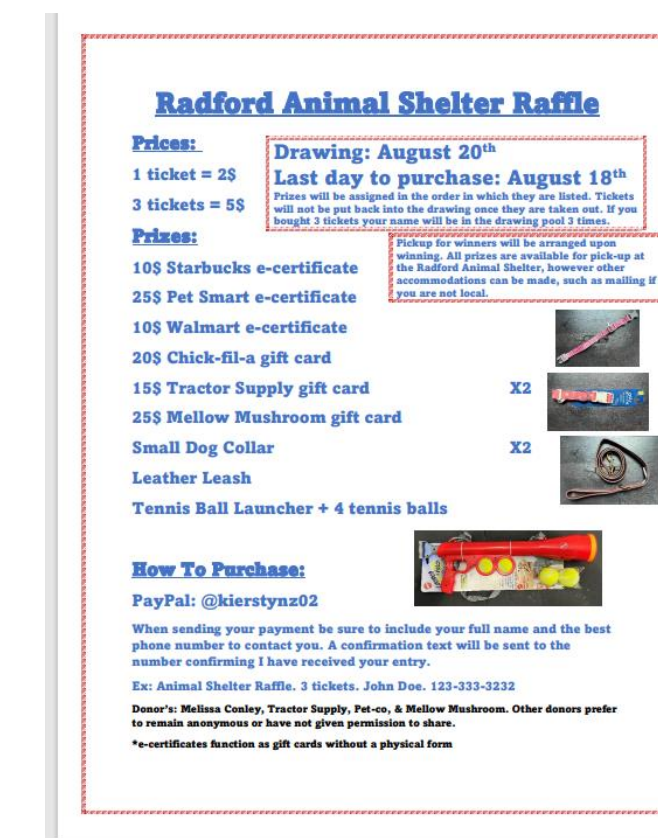 Radford Animal Shelter Raffle
Prices:
1 ticket = 2$
3 tickets = 5$
Drawing: August 20th
Last day to purchase: August 18th
Prizes will be assigned in the order in which they are listed. Tickets
will not be put back into the drawing once they are taken out. If you
bought 3 tickets your name will be in the drawing pool 3 times.
Prizes:
Pickup for winners will be arranged upon
winning. All prizes are available for pick-up at
the Radford Animal Shelter, however other
accommodations can be made, such as mailing if
you are not local.
10$ Starbucks e-certificate
25$ Pet Smart e-certificate
10$ Walmart e-certificate
20$ Chick-fil-a gift card
15$ Tractor Supply gift card X2
25$ Mellow Mushroom gift card
Small Dog Collar X2
Leather Leash
Tennis Ball Launcher + 4 tennis balls
How To Purchase:
PayPal: @kierstynz02
When sending your payment be sure to include your full name and the best
phone number to contact you. A confirmation text will be sent to the
number confirming I have received your entry.
Ex: Animal Shelter Raffle. 3 tickets. John Doe. 123-333-3232
Donor's: Melissa Conley, Tractor Supply, Pet-co, & Mellow Mushroom. Other donors prefer
to remain anonymous or have not given permission to share.
*e-certificates function as gift cards without a physical form